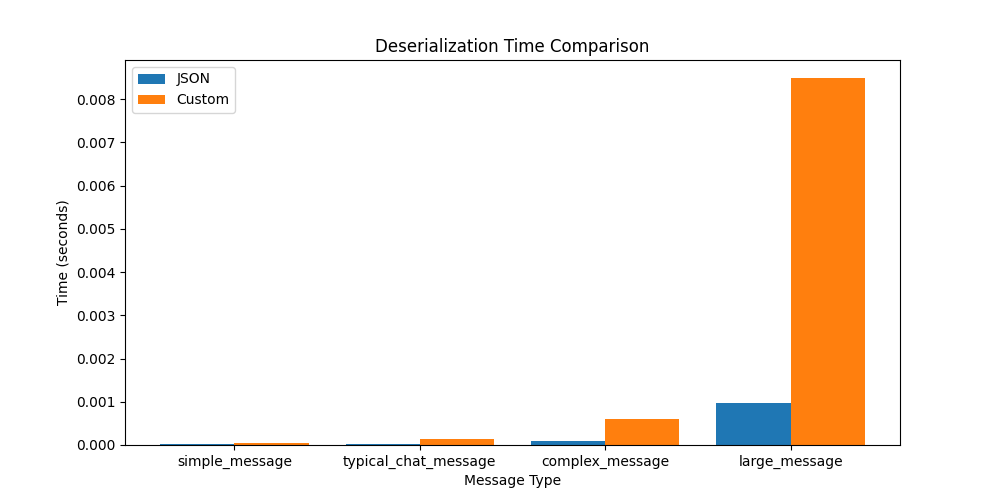 Deserialization Time Comparison
JSON
Custom
0.008
0.007
0.006
0.005
0.004
0.003
0.002
0.001
0.000
Time (seconds)
simple_message
typical_chat_message
complex_message
large_message
Message Type